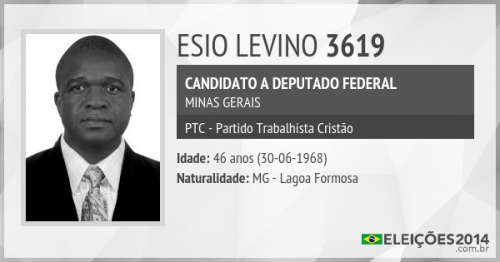 ESIO LEVINO 3619
CANDIDATO A DEPUTADO FEDERAL
MINAS GERAIS
PTC - Partido Trabalhista Cristão
Idade: 46 anos (30-06-1968)
Naturalidade: MG - Lagoa Formosa
ELEIÇÕES2014
.com.br